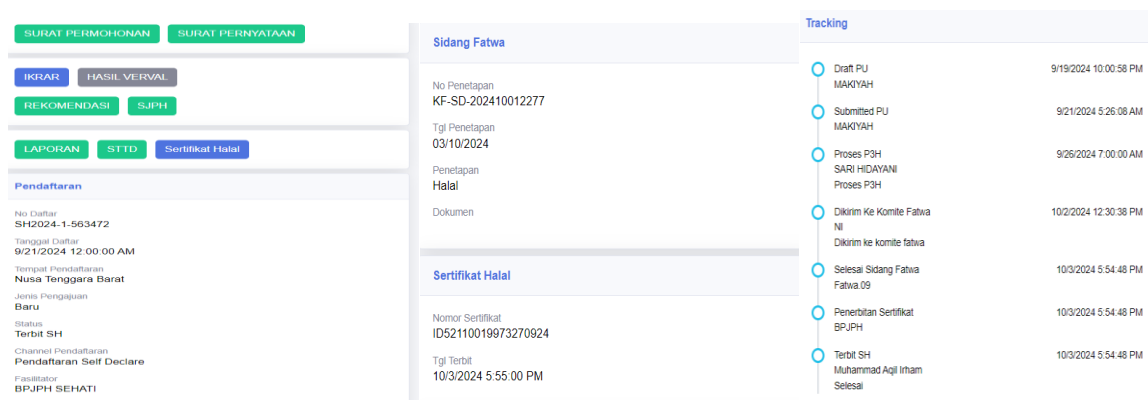 SURAT PERMOHONAN SURAT PERNYATAAN
IKRAR HASIL VERVAL
REKOMENDASI SJPH
LAPORAN STTD Sertifikat Halal
Pendaftaran
No Daftar
SH2024-1-563472
Tanggal Daftar
9/21/2024 12:00:00 AM
Tempat Pendaftaran
Nusa Tenggara Barat
Jenis Pengajuan
Baru
Status
Terbit SH
Channel Pendaftaran
Pendaftaran Self Declare
Fasilitator
BPJPH SEHATI
Sidang Fatwa
No Penetapan
KF-SD-202410012277
Tgl Penetapan
03/10/2024
Penetapan
Halal
Dokumen
Sertifikat Halal
Nomor Sertifikat
ID52110019973270924
Tgl Terbit
10/3/2024 5:55:00 PM
Tracking
Draft PU 9/19/2024 10:00:58 PM
MAKIYAH
Submitted PU 9/21/2024 5:26:08 AM
MAKIYAH
Proses P3H 9/26/2024 7:00:00 AM
SARI HIDAYANI
Proses P3H
Dikirim Ke Komite Fatwa 10/2/2024 12:30:38 PM
NI
Dikirim ke komite fatwa
Selesai Sidang Fatwa 10/3/2024 5:54:48 PM
Fatwa.09
Penerbitan Sertifikat 10/3/2024 5:54:48 PM
BPJPH
Terbit SH 10/3/2024 5:54:48 PM
Muhammad Aqil Irham
Selesai